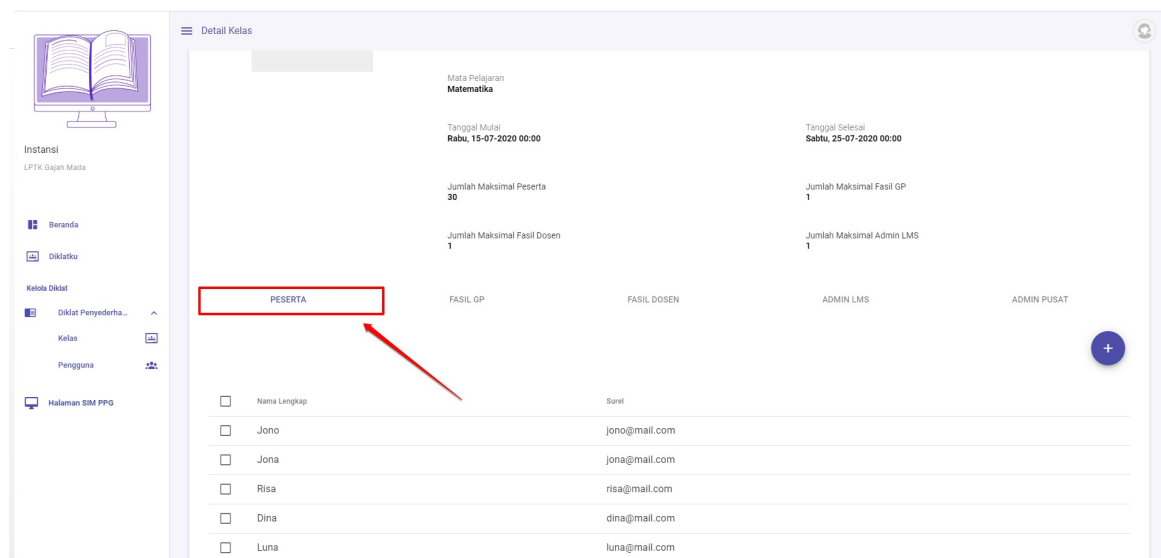 Detail Kelas
Instansi
LPTK Gajah Mada
Beranda
Diklatku
Kelola Diklat
Diklat Penyederha...
Kelas
Pengguna
Halaman SIM PPG
Mata Pelajaran
Matematika
Tanggal Mulai
Rabu, 15-07-2020 00:00
Tanggal Selesai
Sabtu, 25-07-2020 00:00
Jumlah Maksimal Peserta
30
Jumlah Maksimal Fasil GP
1
Jumlah Maksimal Fasil Dosen
1
Jumlah Maksimal Admin LMS
1
PESERTA FASIL GP FASIL DOSEN ADMIN LMS ADMIN PUSAT
+
Nama Lengkap Surel
Jono jono@mail.com
Jona jona@mail.com
Risa risa@mail.com
Dina dina@mail.com
Luna luna@mail.com